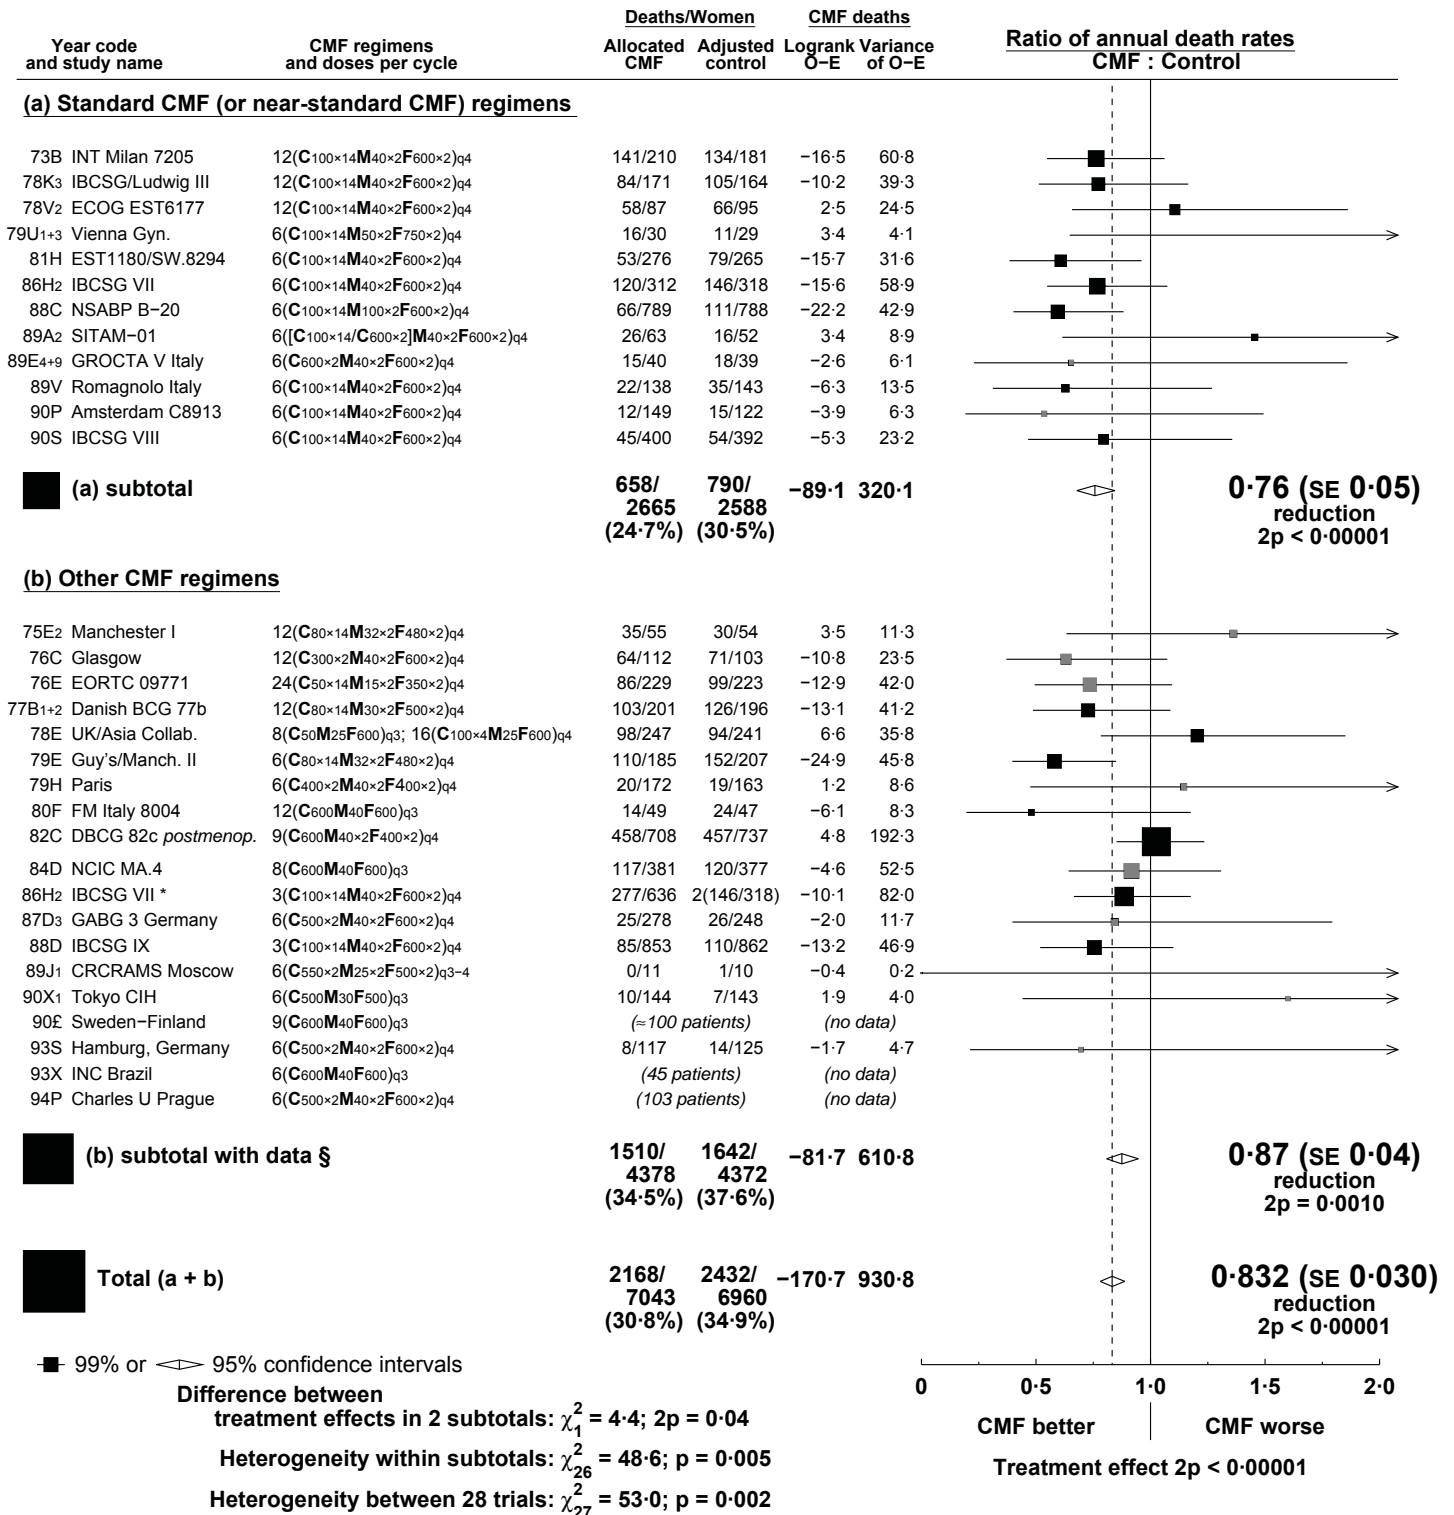 Deaths/Women CMF deaths
Year code CMF regimens Allocated Adjusted Logrank Variance Ratio of annual death rates
and study name and doses per cycle CMF control O−E of O−E CMF : Control
(a) Standard CMF (or near-standard CMF) regimens
73B INT Milan 7205 12(C100×14M40×2F600×2)q4 141/210 134/181 −16·5 60·8
78K3 IBCSG/Ludwig III 12(C100×14M40×2F600×2)q4 84/171 105/164 −10·2 39·3
78V2 ECOG EST6177 12(C100×14M40×2F600×2)q4 58/87 66/95 2·5 24·5
79U1+3 Vienna Gyn. 6(C100×14M50×2F750×2)q4 16/30 11/29 3·4 4·1
81H EST1180/SW.8294 6(C100×14M40×2F600×2)q4 53/276 79/265 −15·7 31·6
86H2 IBCSG VII 6(C100×14M40×2F600×2)q4 120/312 146/318 −15·6 58·9
88C NSABP B−20 6(C100×14M100×2F600×2)q4 66/789 111/788 −22·2 42·9
89A2 SITAM−01 6([C100×14/C600×2]M40×2F600×2)q4 26/63 16/52 3·4 8·9
89E4+9 GROCTA V Italy 6(C600×2M40×2F600×2)q4 15/40 18/39 −2·6 6·1
89V Romagnolo Italy 6(C100×14M40×2F600×2)q4 22/138 35/143 −6·3 13·5
90P Amsterdam C8913 6(C100×14M40×2F600×2)q4 12/149 15/122 −3·9 6·3
90S IBCSG VIII 6(C100×14M40×2F600×2)q4 45/400 54/392 −5·3 23·2
(a) subtotal 658/ 790/ −89·1 320·1 0·76 (SE 0·05)
2665 2588 reduction
(24·7%) (30·5%) 2p < 0·00001
(b) Other CMF regimens
75E2 Manchester I 12(C80×14M32×2F480×2)q4 35/55 30/54 3·5 11·3
76C Glasgow 12(C300×2M40×2F600×2)q4 64/112 71/103 −10·8 23·5
76E EORTC 09771 24(C50×14M15×2F350×2)q4 86/229 99/223 −12·9 42·0
77B1+2 Danish BCG 77b 12(C80×14M30×2F500×2)q4 103/201 126/196 −13·1 41·2
78E UK/Asia Collab. 8(C50M25F600)q3; 16(C100×4M25F600)q4 98/247 94/241 6·6 35·8
79E Guy's/Manch. II 6(C80×14M32×2F480×2)q4 110/185 152/207 −24·9 45·8
79H Paris 6(C400×2M40×2F400×2)q4 20/172 19/163 1·2 8·6
80F FM Italy 8004 12(C600M40F600)q3 14/49 24/47 −6·1 8·3
82C DBCG 82c postmenop. 9(C600M40×2F400×2)q4 458/708 457/737 4·8 192·3
84D NCIC MA.4 8(C600M40F600)q3 117/381 120/377 −4·6 52·5
86H2 IBCSG VII * 3(C100×14M40×2F600×2)q4 277/636 2(146/318) −10·1 82·0
87D3 GABG 3 Germany 6(C500×2M40×2F600×2)q4 25/278 26/248 −2·0 11·7
88D IBCSG IX 3(C100×14M40×2F600×2)q4 85/853 110/862 −13·2 46·9
89J1 CRCRAMS Moscow 6(C550×2M25×2F500×2)q3−4 0/11 1/10 −0·4 0·2
90X1 Tokyo CIH 6(C500M30F500)q3 10/144 7/143 1·9 4·0
90£ Sweden−Finland 9(C600M40F600)q3 (≈100 patients) (no data)
93S Hamburg, Germany 6(C500×2M40×2F600×2)q4 8/117 14/125 −1·7 4·7
93X INC Brazil 6(C600M40F600)q3 (45 patients) (no data)
94P Charles U Prague 6(C500×2M40×2F600×2)q4 (103 patients) (no data)
(b) subtotal with data § 1510/ 1642/ −81·7 610·8 0·87 (SE 0·04)
4378 4372 reduction
(34·5%) (37·6%) 2p = 0·0010
Total (a + b) 2168/ 2432/ −170·7 930·8 0·832 (SE 0·030)
7043 6960 reduction
(30·8%) (34·9%) 2p < 0·00001
99% or 95% confidence intervals
0 0·5 1·0 1·5 2·0
Difference between
treatment effects in 2 subtotals: χ²₁ = 4·4; 2p = 0·04
CMF better CMF worse
Heterogeneity within subtotals: χ²₂₆ = 48·6; p = 0·005
Treatment effect 2p < 0·00001
Heterogeneity between 28 trials: χ²₂₇ = 53·0; p = 0·002